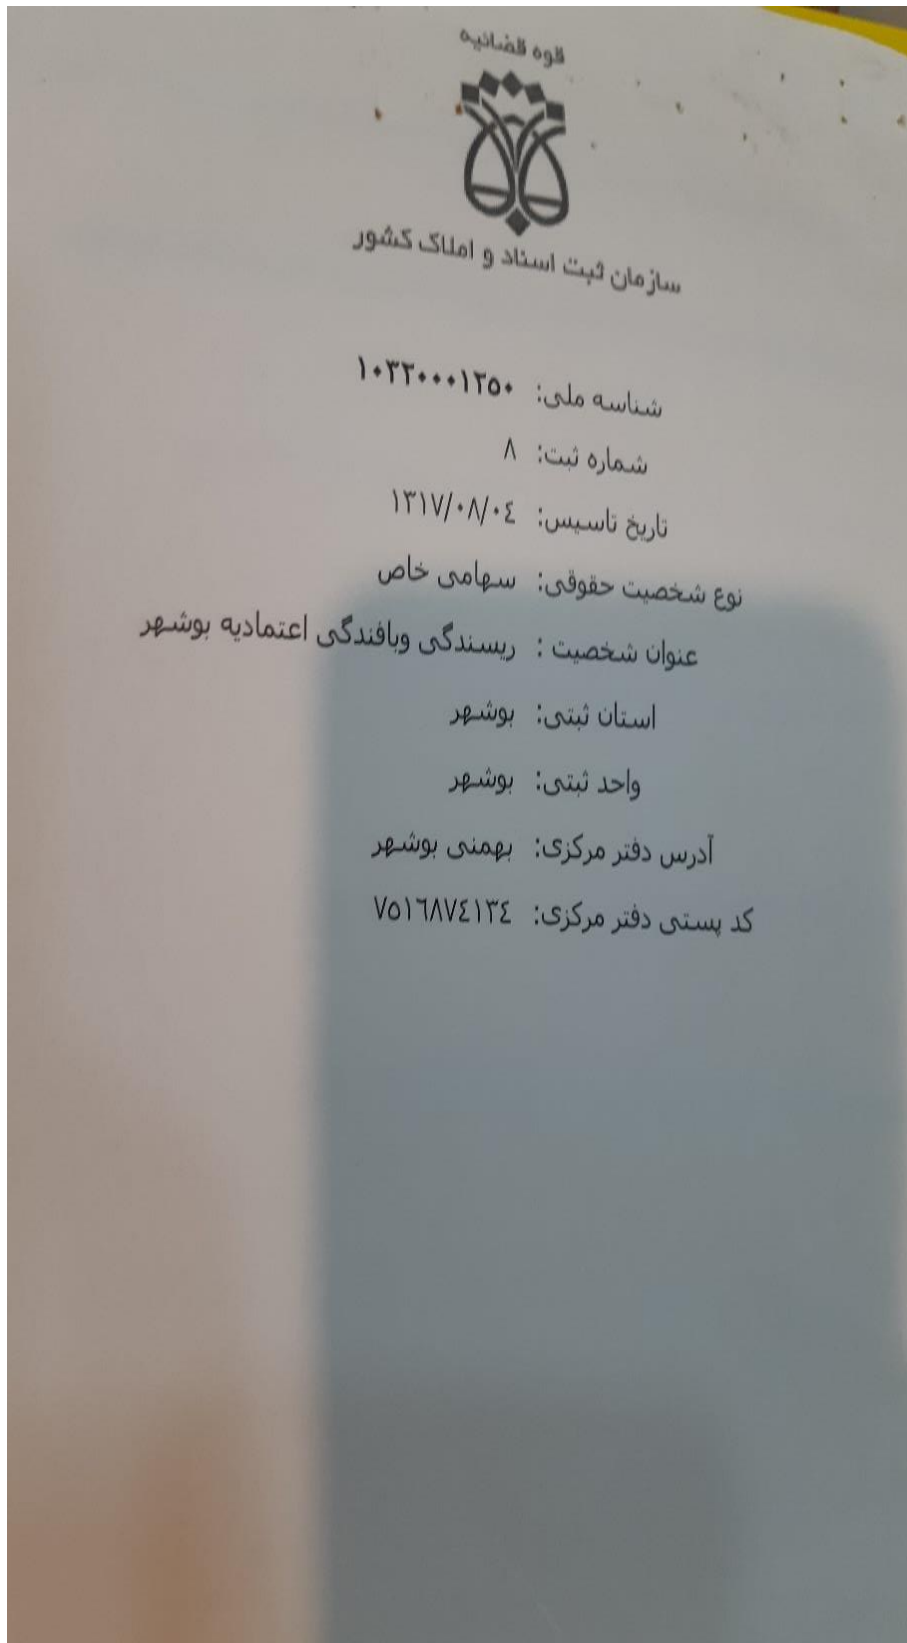 قوه قضائیه
سازمان ثبت اسناد و املاک کشور
شناسه ملی: ۱۰۳۲۰۰۰۱۲۵۰
شماره ثبت: ۸
تاریخ تاسیس: ۱۳۱۷/۰۸/۰٤
نوع شخصیت حقوقی: سهامی خاص
عنوان شخصیت : ریسندگی وبافندگی اعتمادیه بوشهر
استان ثبتی: بوشهر
واحد ثبتی: بوشهر
آدرس دفتر مرکزی: بهمنی بوشهر
کد پستی دفتر مرکزی: ۷۵۱٦۸۷٤۱۳٤